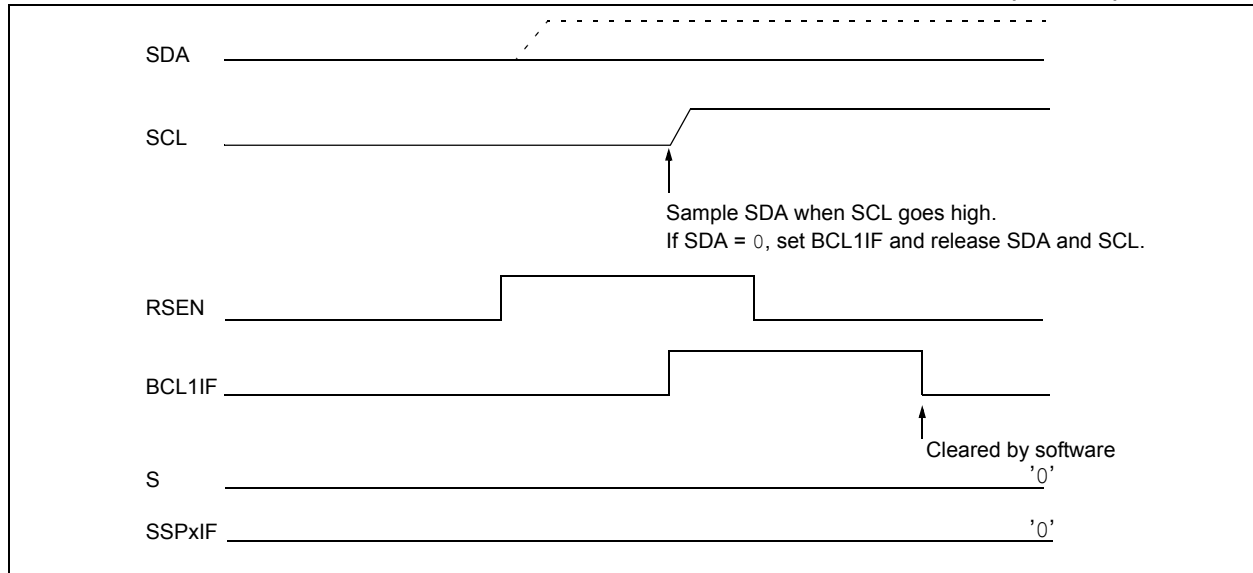 SDA
SCL
Sample SDA when SCL goes high.
If SDA = 0, set BCL1IF and release SDA and SCL.
RSEN
BCL1IF
Cleared by software
S
'0'
SSPxIF
'0'